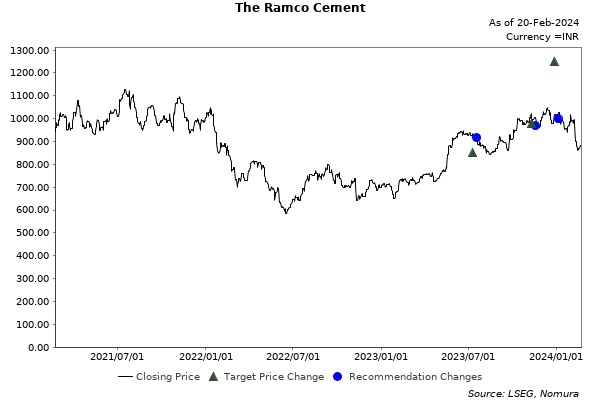 The Ramco Cement
As of 20-Feb-2024
Currency =INR
1300.00
1200.00
1100.00
1000.00
900.00
800.00
700.00
600.00
500.00
400.00
300.00
200.00
100.00
0.00
2021/07/01 2022/01/01 2022/07/01 2023/01/01 2023/07/01 2024/01/01
Closing Price Target Price Change Recommendation Changes
Source: LSEG, Nomura